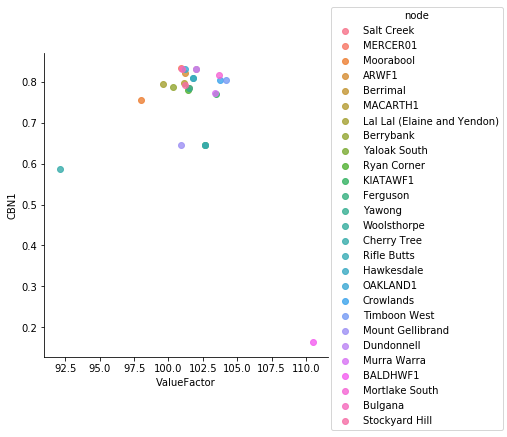 node
Salt Creek
MERCER01
Moorabool
ARWF1
Berrimal
MACARTH1
Lal Lal (Elaine and Yendon)
Berrybank
Yaloak South
Ryan Corner
KIATAWF1
Ferguson
Yawong
Woolsthorpe
Cherry Tree
Rifle Butts
Hawkesdale
OAKLAND1
Crowlands
Timboon West
Mount Gellibrand
Dundonnell
Murra Warra
BALDHWF1
Mortlake South
Bulgana
Stockyard Hill
CBN1
0.8
0.7
0.6
0.5
0.4
0.3
0.2
92.5 95.0 97.5 100.0 102.5 105.0 107.5 110.0
ValueFactor